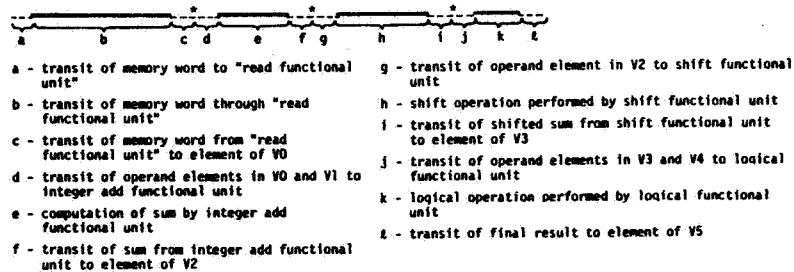 * * *
a b c d e f g h i j k ℓ
a - transit of memory word to "read functional
unit"
b - transit of memory word through "read
functional unit"
c - transit of memory word from "read
functional unit" to element of V0
d - transit of operand elements in V0 and V1 to
integer add functional unit
e - computation of sum by integer add
functional unit
f - transit of sum from integer add functional
unit to element of V2
g - transit of operand element in V2 to shift functional
unit
h - shift operation performed by shift functional unit
i - transit of shifted sum from shift functional unit
to element of V3
j - transit of operand elements in V3 and V4 to logical
functional unit
k - logical operation performed by logical functional
unit
ℓ - transit of final result to element of V5